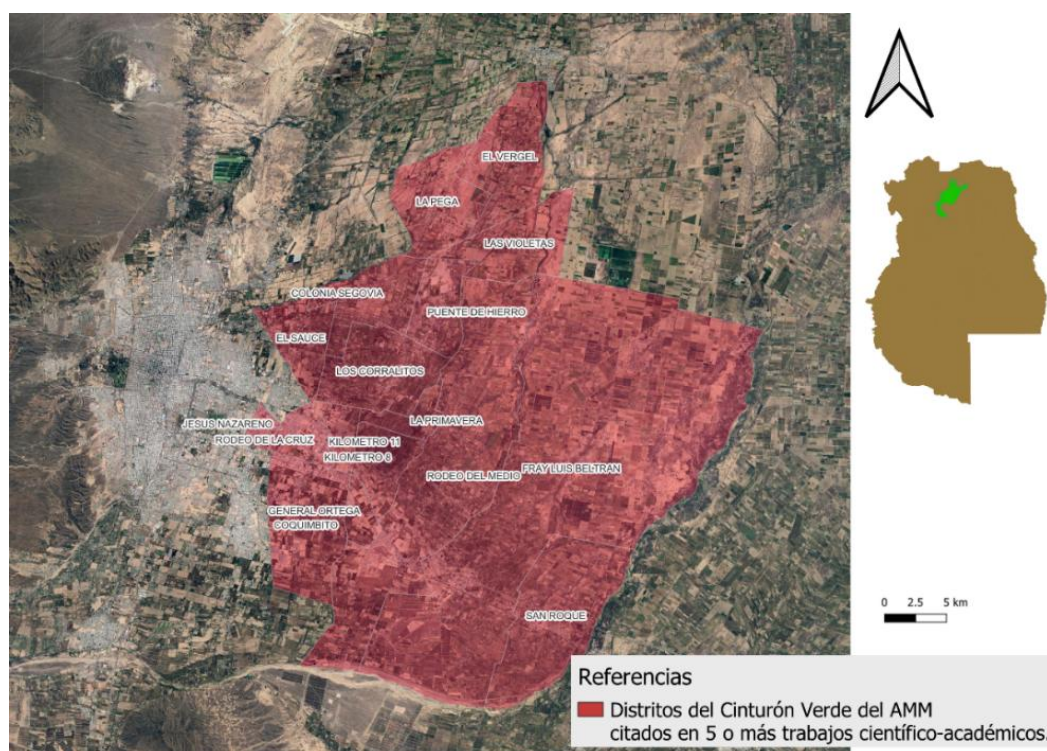 EL VERGEL
LA PEGA
LAS VIOLETAS
COLONIA SEGOVIA
PUENTE DE HIERRO
EL SAUCE
LOS CORRALITOS
JESUS NAZARENO
LA PRIMAVERA
RODEO DE LA CRUZ
KILOMETRO 11
KILOMETRO 8
RODEO DEL MEDIO
FRAY LUIS BELTRAN
GENERAL ORTEGA
COQUIMBITO
SAN ROQUE
0 2.5 5 km
Referencias
Distritos del Cinturón Verde del AMM
citados en 5 o más trabajos científico-académicos.